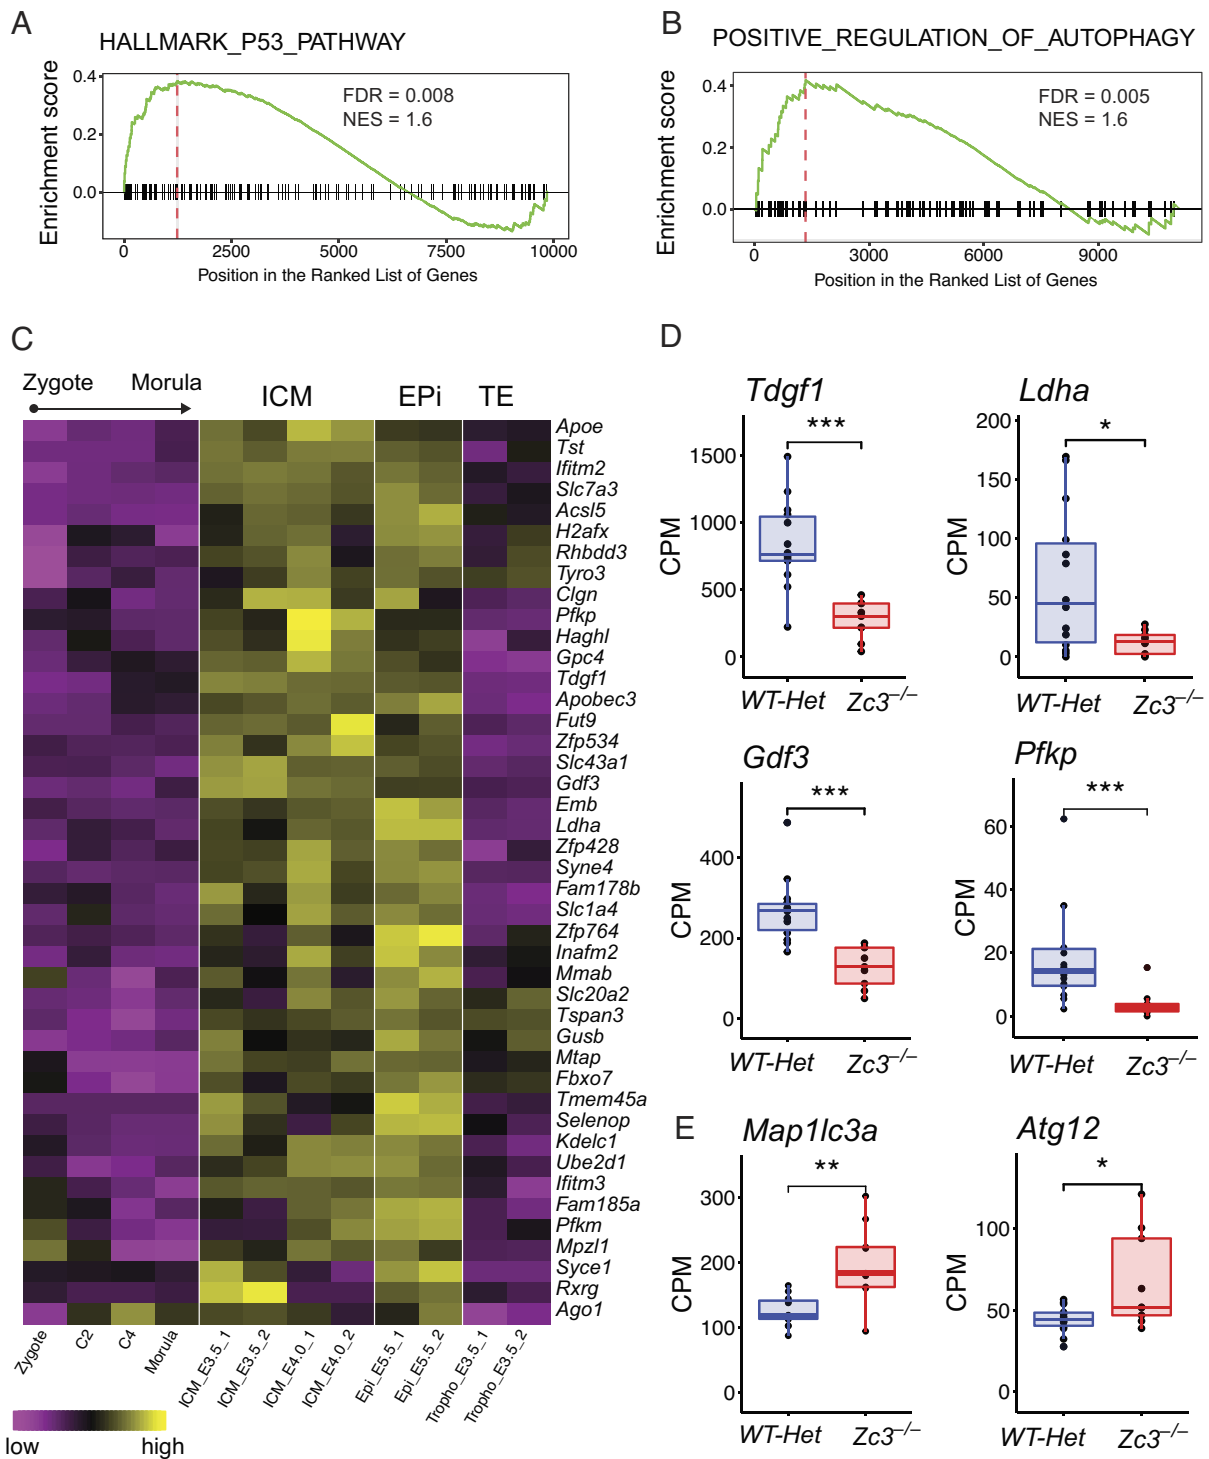 A
HALLMARK_P53_PATHWAY
Enrichment score
0.4
0.2
0.0
FDR = 0.008
NES = 1.6
0 2500 5000 7500 10000
Position in the Ranked List of Genes
B
POSITIVE_REGULATION_OF_AUTOPHAGY
Enrichment score
0.4
0.2
0.0
FDR = 0.005
NES = 1.6
0 3000 6000 9000
Position in the Ranked List of Genes
C
Zygote Morula ICM EPi TE
Apoe
Tst
Ifitm2
Slc7a3
Acsl5
H2afx
Rhbdd3
Tyro3
Clgn
Pfkp
Haghl
Gpc4
Tdgf1
Apobec3
Fut9
Zfp534
Slc43a1
Gdf3
Emb
Ldha
Zfp428
Syne4
Fam178b
Slc1a4
Zfp764
Inafm2
Mmab
Slc20a2
Tspan3
Gusb
Mtap
Fbxo7
Tmem45a
Selenop
Kdelc1
Ube2d1
Ifitm3
Fam185a
Pfkm
Mpzl1
Syce1
Rxrg
Ago1
Zygote
C2
C4
Morula
ICM_E3.5_1
ICM_E3.5_2
ICM_E4.0_1
ICM_E4.0_2
Epi_E5.5_1
Epi_E5.5_2
Tropho_E3.5_1
Tropho_E3.5_2
low high
D
Tdgf1
***
CPM
1500
1000
500
0
WT-Het Zc3–/–
Ldha
*
CPM
200
150
100
50
0
WT-Het Zc3–/–
Gdf3
***
CPM
400
200
0
WT-Het Zc3–/–
Pfkp
***
CPM
60
40
20
0
WT-Het Zc3–/–
E
Map1lc3a
**
CPM
300
200
100
0
WT-Het Zc3–/–
Atg12
*
CPM
100
50
0
WT-Het Zc3–/–